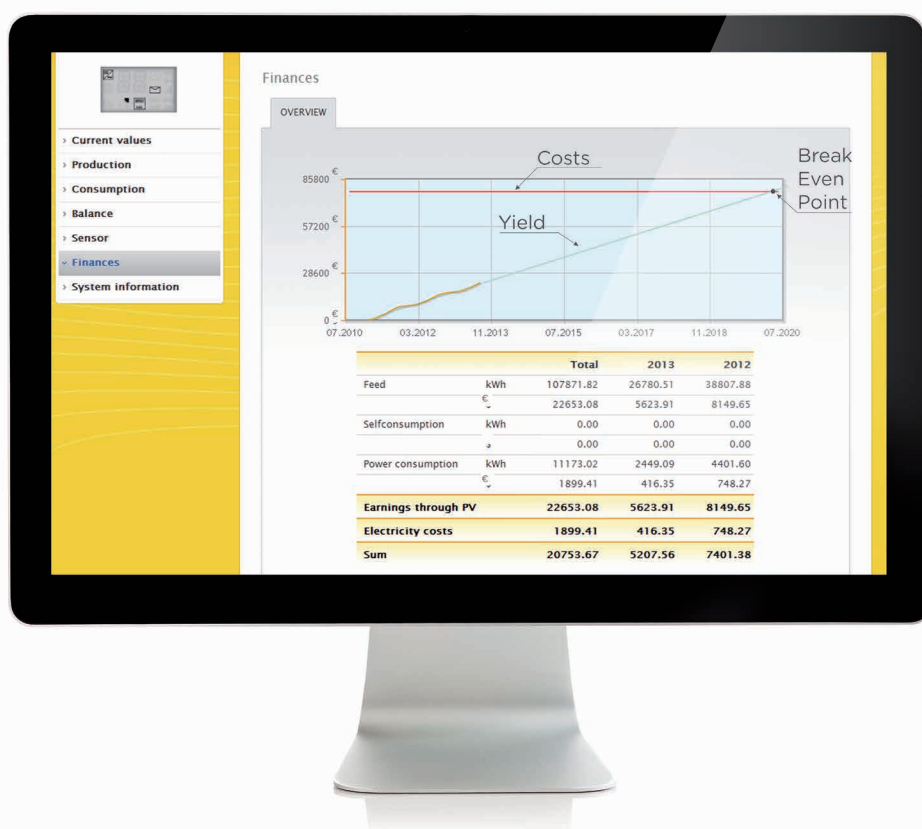 Finances
OVERVIEW
› Current values
› Production
› Consumption
› Balance
› Sensor
⌄ Finances
› System information
Costs
Break
Even
Point
Yield
85800 €
57200 €
28600 €
0 €
07.2010 03.2012 11.2013 07.2015 03.2017 11.2018 07.2020
Total 2013 2012
Feed kWh 107871.82 26780.51 38807.88
€ 22653.08 5623.91 8149.65
Selfconsumption kWh 0.00 0.00 0.00
0.00 0.00 0.00
Power consumption kWh 11173.02 2449.09 4401.60
€ 1899.41 416.35 748.27
Earnings through PV 22653.08 5623.91 8149.65
Electricity costs 1899.41 416.35 748.27
Sum 20753.67 5207.56 7401.38